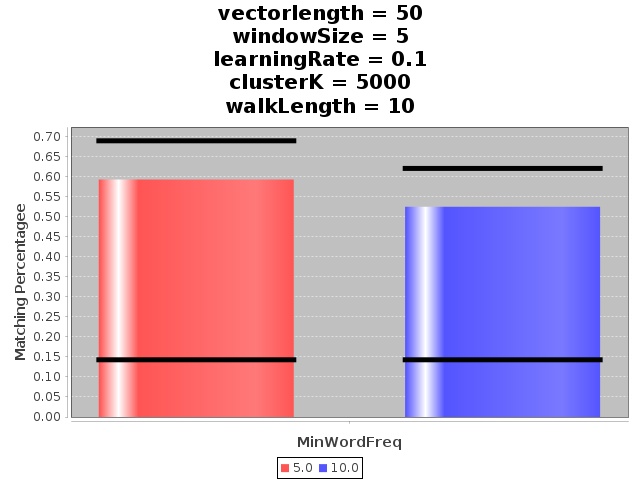 vectorlength = 50
windowSize = 5
learningRate = 0.1
clusterK = 5000
walkLength = 10
Matching Percentagee
0.70
0.65
0.60
0.55
0.50
0.45
0.40
0.35
0.30
0.25
0.20
0.15
0.10
0.05
0.00
MinWordFreq
5.0 10.0